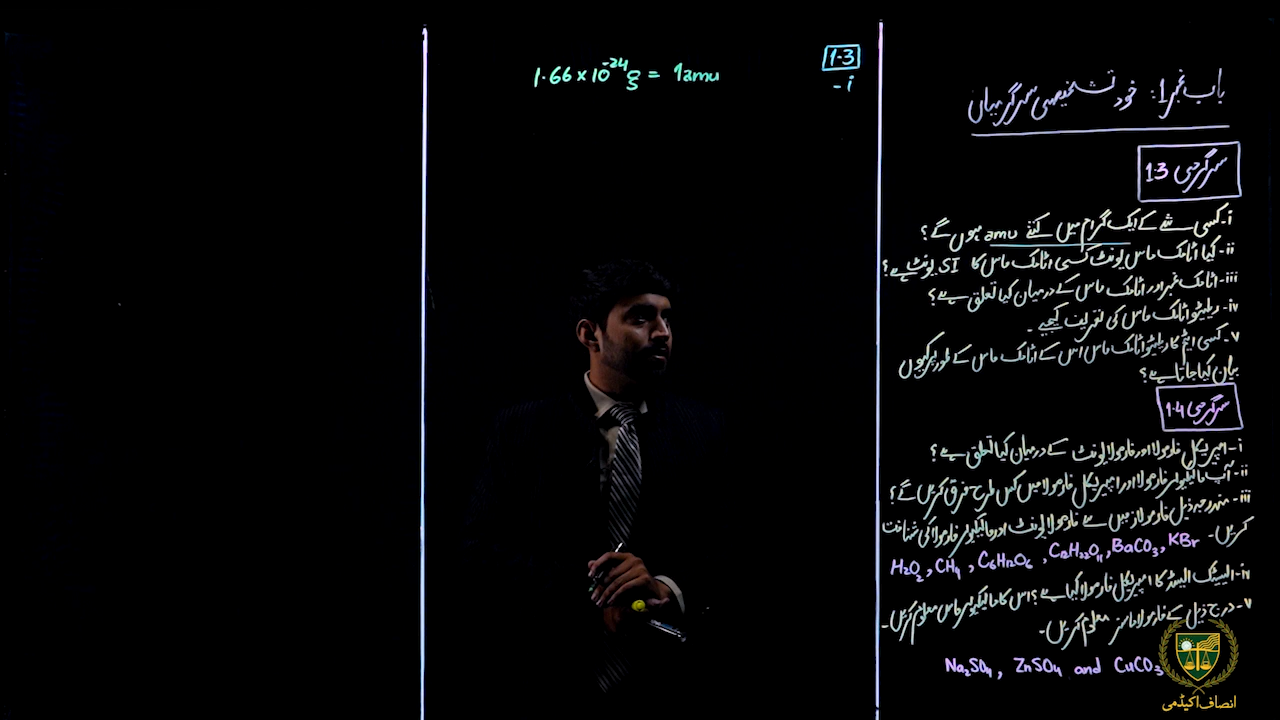 باب نمبر 1: خود تشخیصی سرگرمیاں
سرگرمی 1.3
i- کسی شے کے ایک گرام میں کتنے amu ہوں گے؟
ii- کیا اٹامک ماس یونٹ کسی اٹامک ماس کا SI یونٹ ہے؟
iii- اٹامک نمبر اور اٹامک ماس کے درمیان کیا تعلق ہے؟
iv- ریلیٹو اٹامک ماس کی تعریف کیجیے۔
v- کسی ایٹم کا ریلیٹو اٹامک ماس اس کے اٹامک ماس کے طور پر کیوں
بیان کیا جاتا ہے؟
سرگرمی 1.4
i- امپیریکل فارمولا اور فارمولا یونٹ کے درمیان کیا تعلق ہے؟
ii- آپ مالیکیولر فارمولا اور امپیریکل فارمولا میں کس طرح فرق کریں گے؟
iii- مندرجہ ذیل فارمولاز میں سے فارمولا یونٹ اور مالیکیولر فارمولا کی شناخت
کریں۔
H₂O₂, CH₄, C₆H₁₂O₆, C₁₂H₂₂O₁₁, BaCO₃, KBr
iv- ایسیٹک ایسڈ کا امپیریکل فارمولا کیا ہے؟ اس کا مالیکیولر ماس معلوم کریں۔
v- درج ذیل کے فارمولا ماسز معلوم کریں۔
Na₂SO₄, ZnSO₄ and CuCO₃
1.3
- i
1.66 × 10⁻²⁴g = 1amu
انصاف اکیڈمی